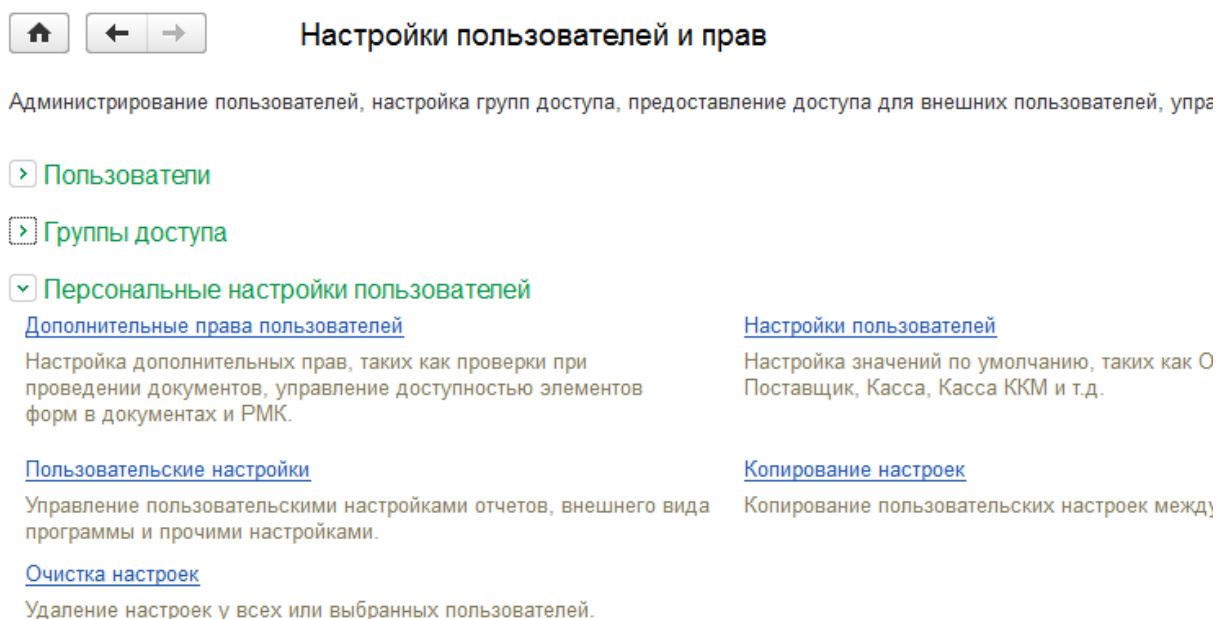 Настройки пользователей и прав
Администрирование пользователей, настройка групп доступа, предоставление доступа для внешних пользователей,
Пользователи
Группы доступа
Персональные настройки пользователей
Дополнительные права пользователей
Настройка дополнительных прав, таких как проверки при
проведении документов, управление доступностью элементов
форм в документах и РМК.
Настройки пользователей
Настройка значений по умолчанию, таких как
Поставщик, Касса, Касса ККМ и т.д.
Пользовательские настройки
Управление пользовательскими настройками отчетов, внешнего вида
программы и прочими настройками.
Копирование настроек
Копирование пользовательских настроек между
Очистка настроек
Удаление настроек у всех или выбранных пользователей.